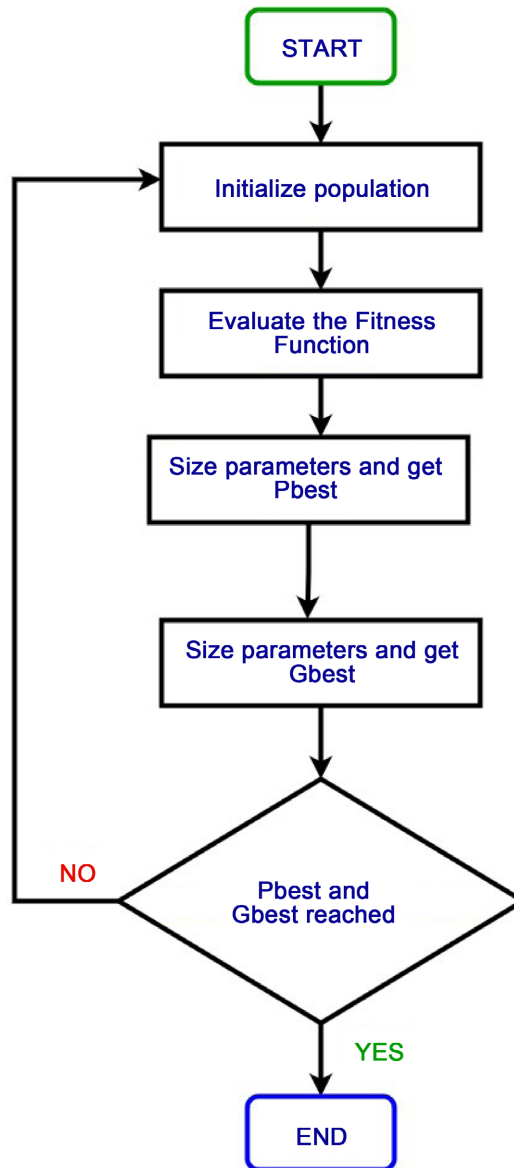 START
Initialize population
Evaluate the Fitness
Function
Size parameters and get
Pbest
Size parameters and get
Gbest
NO
Pbest and
Gbest reached
YES
END